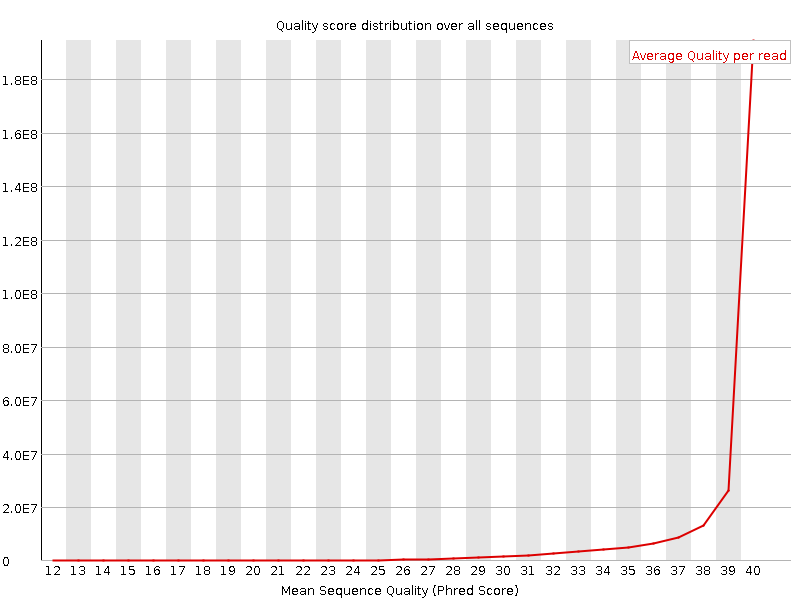 Quality score distribution over all sequences
Average Quality per read
1.8E8
1.6E8
1.4E8
1.2E8
1.0E8
8.0E7
6.0E7
4.0E7
2.0E7
0
12 13 14 15 16 17 18 19 20 21 22 23 24 25 26 27 28 29 30 31 32 33 34 35 36 37 38 39 40
Mean Sequence Quality (Phred Score)